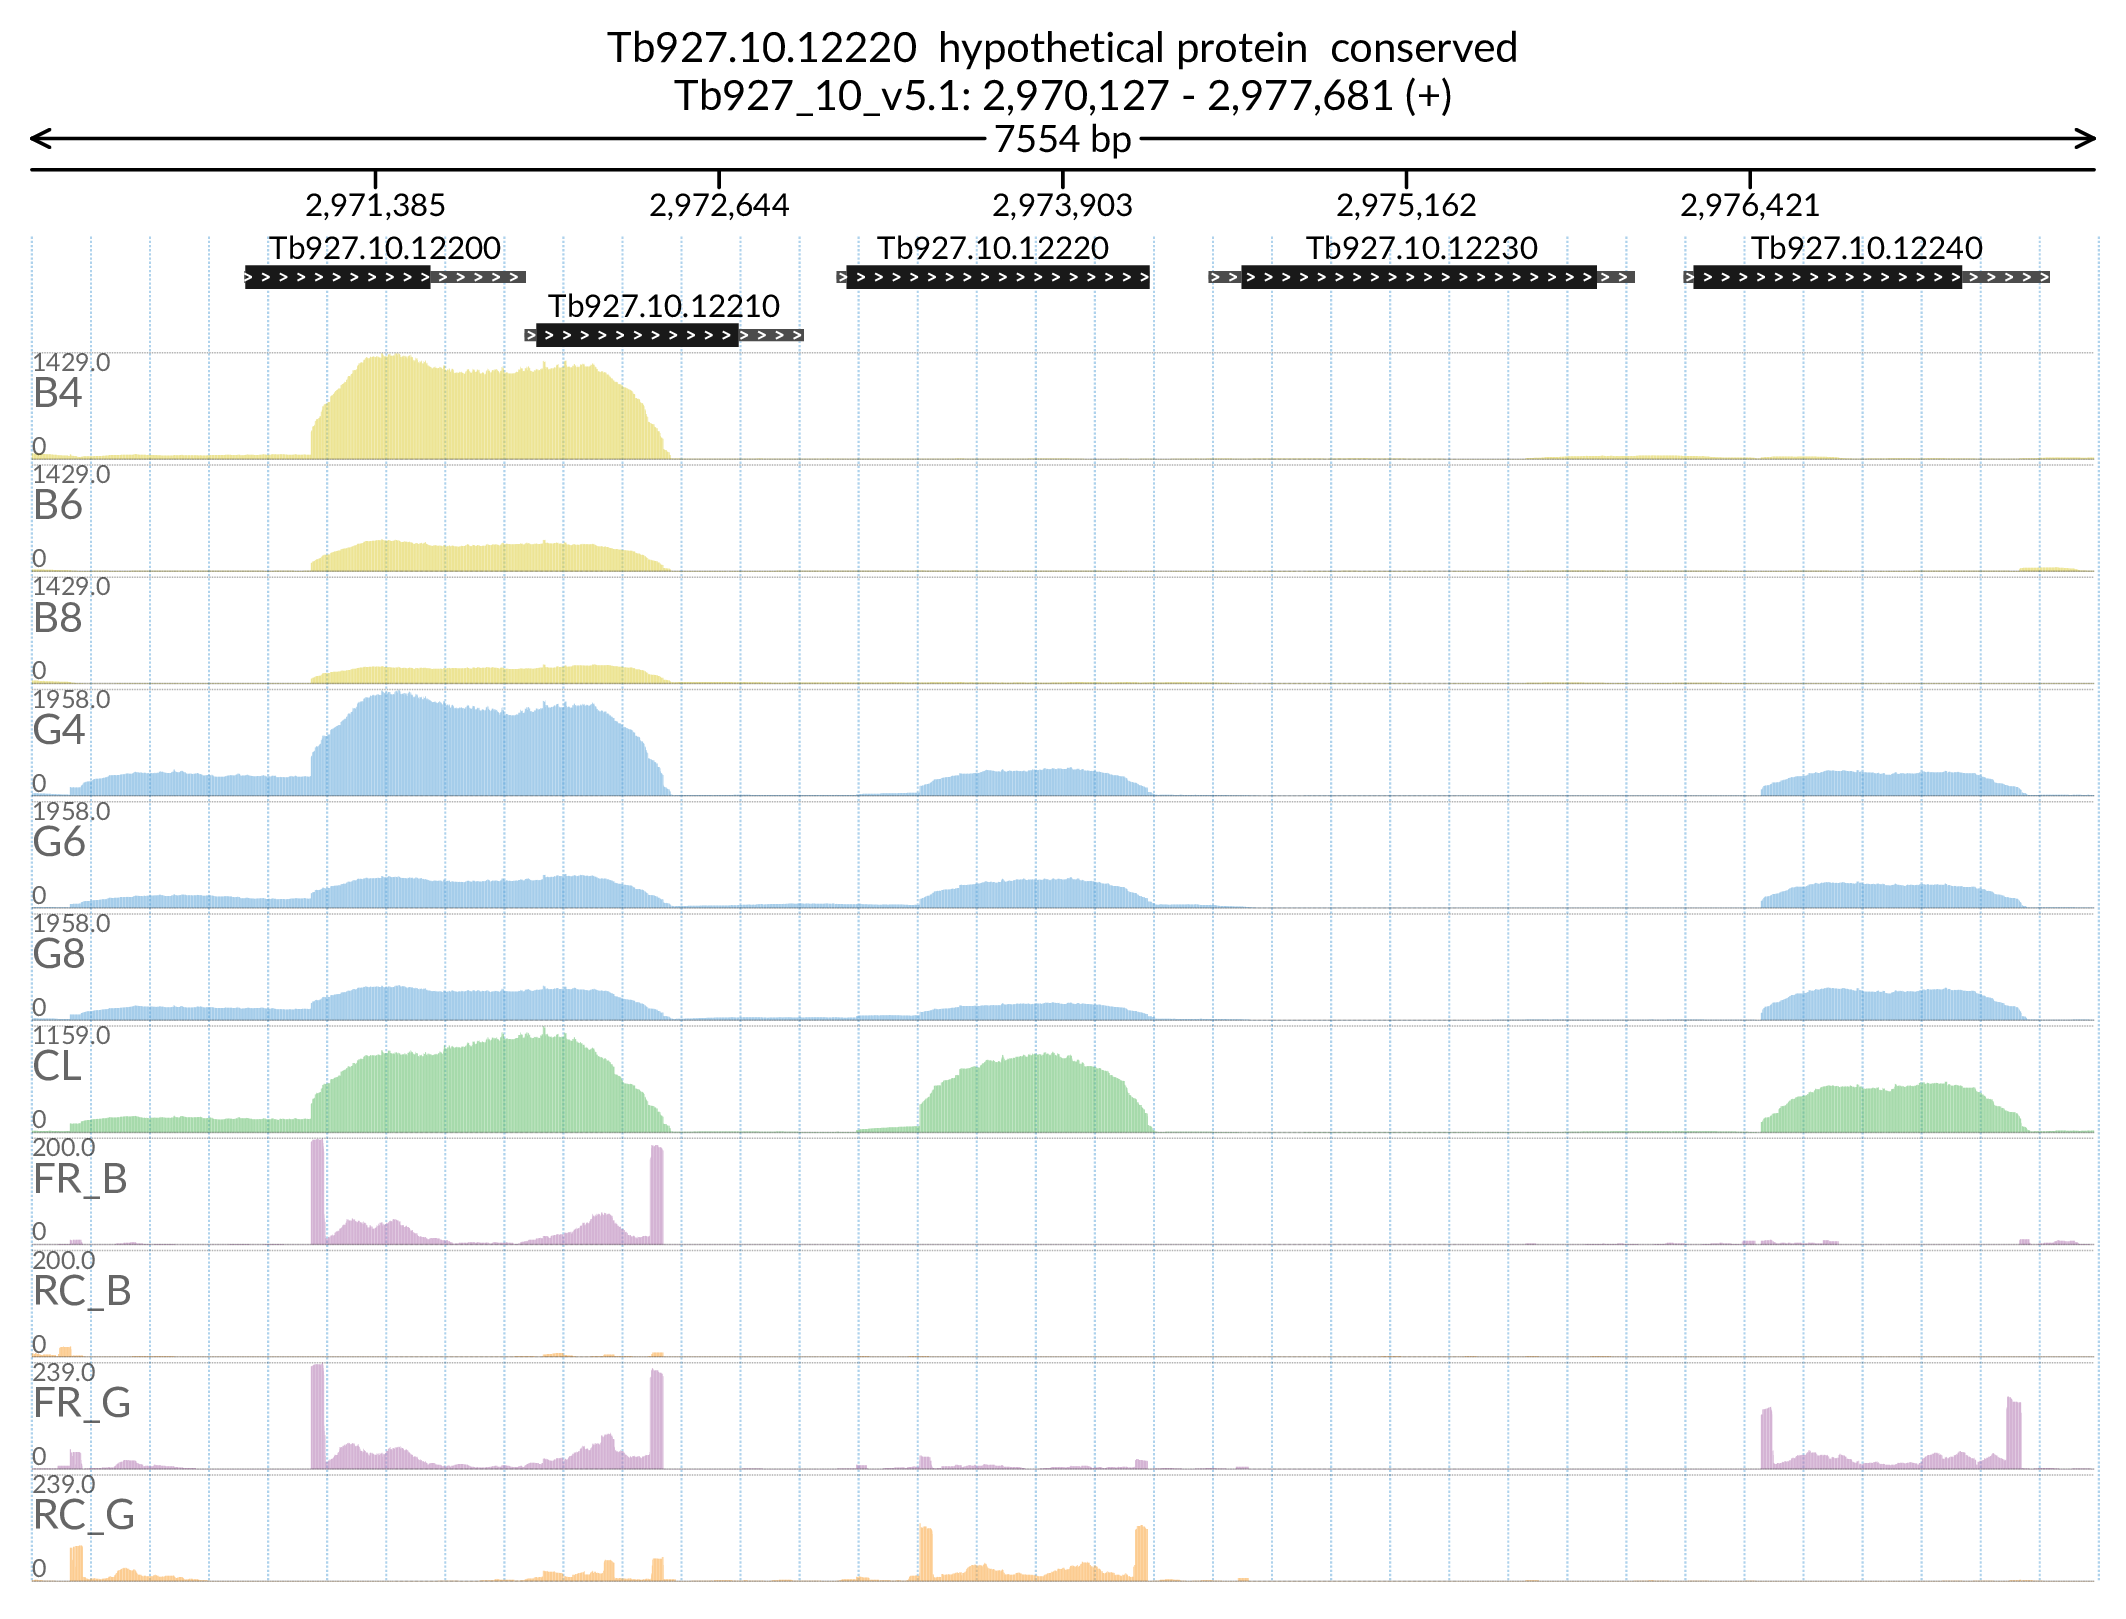 Tb927.10.12220  hypothetical protein  conserved
Tb927_10_v5.1: 2,970,127 - 2,977,681 (+)
7554 bp
2,971,385 2,972,644 2,973,903 2,975,162 2,976,421
Tb927.10.12200 Tb927.10.12220 Tb927.10.12230 Tb927.10.12240
Tb927.10.12210
1429.0
B4
0
1429.0
B6
0
1429.0
B8
0
1958.0
G4
0
1958.0
G6
0
1958.0
G8
0
1159.0
CL
0
200.0
FR_B
0
200.0
RC_B
0
239.0
FR_G
0
239.0
RC_G
0